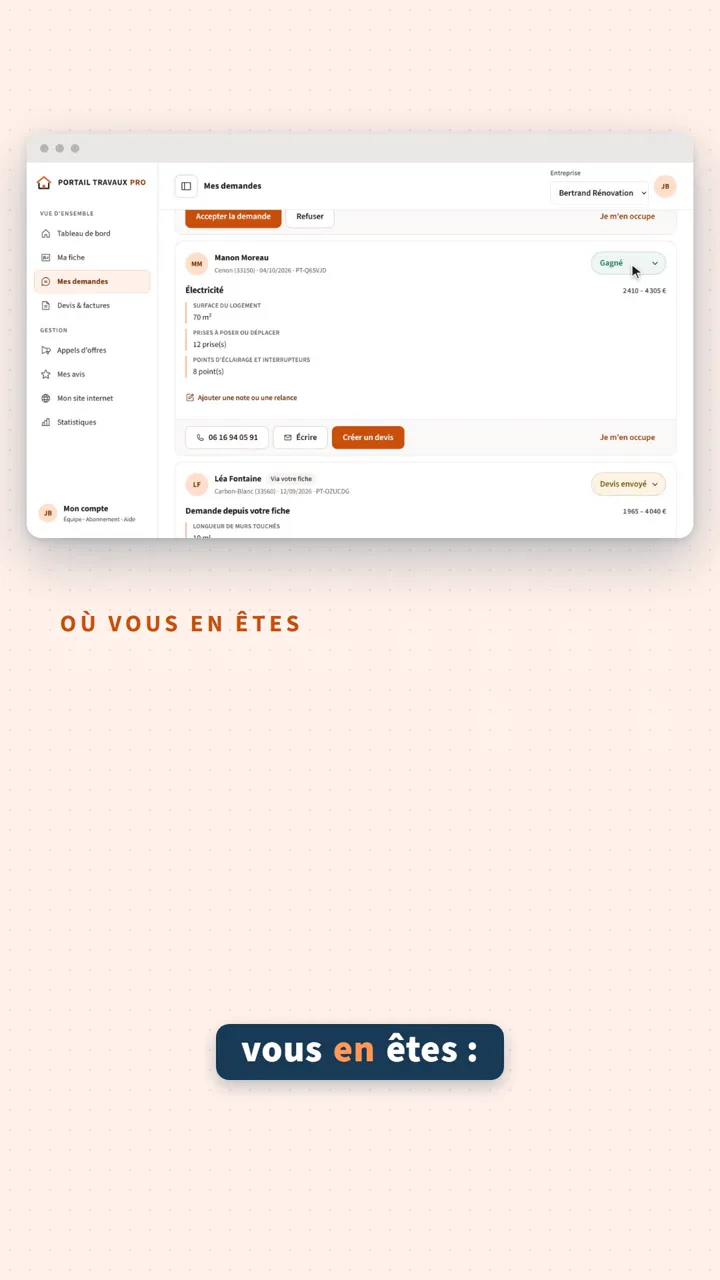 PORTAIL TRAVAUX PRO
VUE D'ENSEMBLE
Tableau de bord
Ma fiche
Mes demandes
Devis & factures
GESTION
Appels d'offres
Mes avis
Mon site internet
Statistiques
JB
Mon compte
Équipe · Abonnement · Aide
Mes demandes
Entreprise
Bertrand Rénovation
JB
Accepter la demande
Refuser
Je m'en occupe
MM
Manon Moreau
Cenon (33150) · 04/10/2026 · PT-Q6SVJD
Gagné
Électricité
2 410 – 4 305 €
SURFACE DU LOGEMENT
70 m²
PRISES À POSER OU DÉPLACER
12 prise(s)
POINTS D'ÉCLAIRAGE ET INTERRUPTEURS
8 point(s)
Ajouter une note ou une relance
06 16 94 05 91
Écrire
Créer un devis
Je m'en occupe
LF
Léa Fontaine
Via votre fiche
Carbon-Blanc (33560) · 12/09/2026 · PT-OZUCDG
Devis envoyé
Demande depuis votre fiche
1 965 – 4 040 €
LONGUEUR DE MURS TOUCHÉS
10 ml
OÙ VOUS EN ÊTES
vous en êtes :